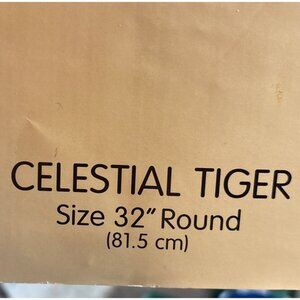 CELESTIAL TIGER
Size 32" Round
(81.5 cm)